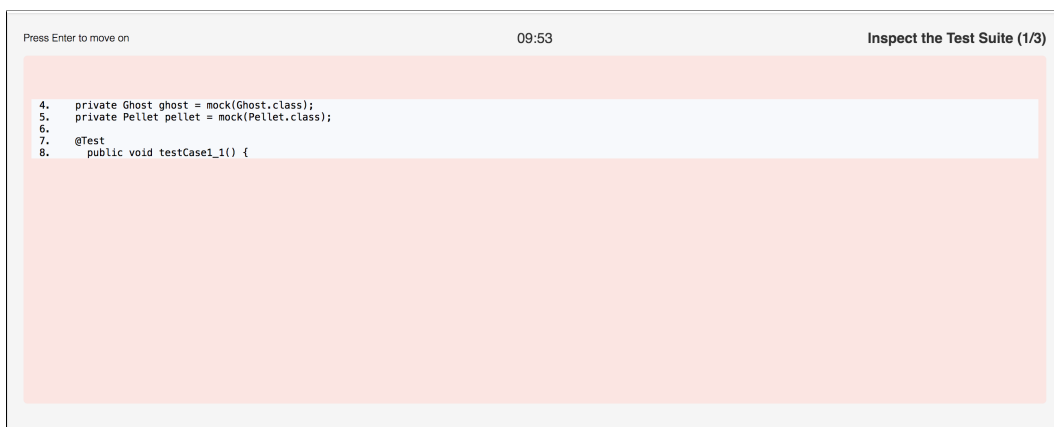 Press Enter to move on
09:53
Inspect the Test Suite (1/3)
4. private Ghost ghost = mock(Ghost.class);
5. private Pellet pellet = mock(Pellet.class);
6.
7. @Test
8. public void testCase1_1() {